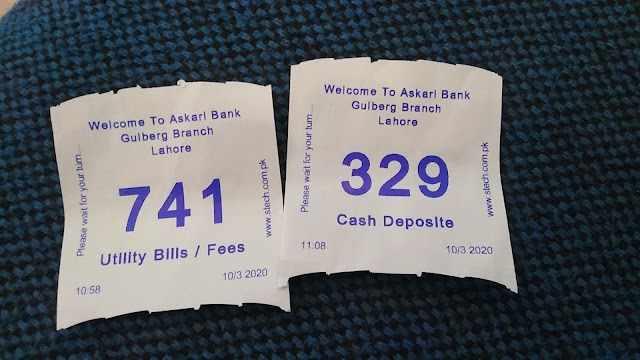 Welcome To Askari Bank
Gulberg Branch
Lahore
Please wait for your turn....
741
www.stech.com.pk
Utility Bills / Fees
10:58
10/3 2020
Welcome To Askari Bank
Gulberg Branch
Lahore
Please wait for your turn....
329
www.stech.com.pk
Cash Deposite
11:08
10/3 2020